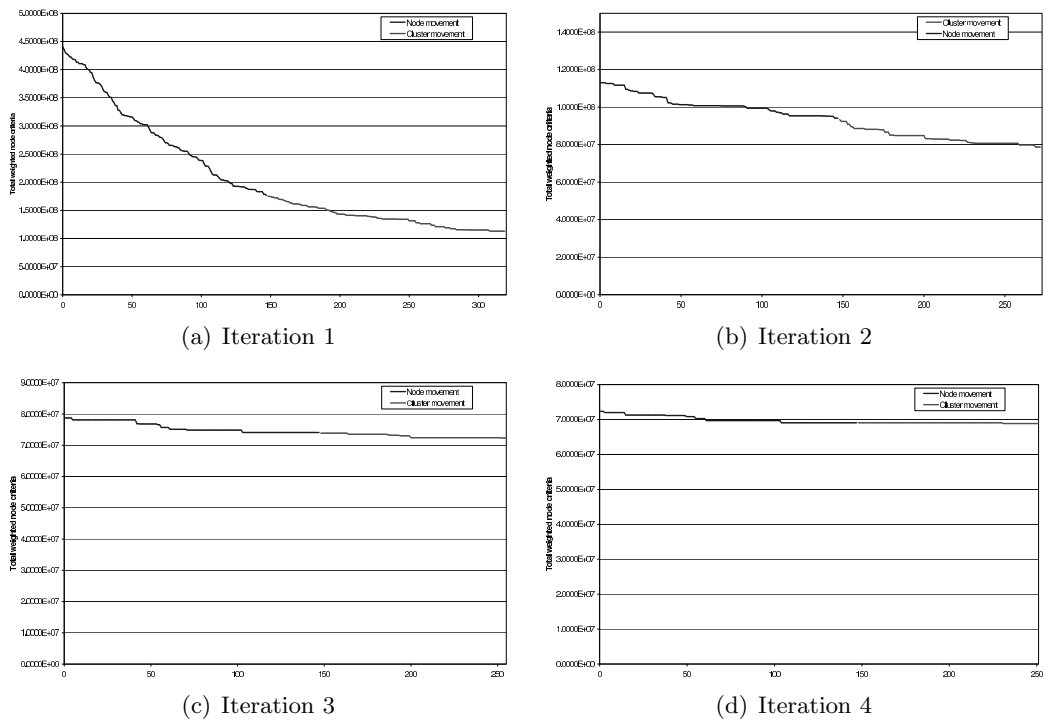 5.0000E+08
4.5000E+08
4.0000E+08
3.5000E+08
3.0000E+08
2.5000E+08
2.0000E+08
1.5000E+08
1.0000E+08
5.0000E+07
0.0000E+00
Total weighted node criteria
Node movement
Cluster movement
0 50 100 150 200 250 300
(a) Iteration 1
1.4000E+08
1.2000E+08
1.0000E+08
8.0000E+07
6.0000E+07
4.0000E+07
2.0000E+07
0.0000E+00
Total weighted node criteria
Cluster movement
Node movement
0 50 100 150 200 250
(b) Iteration 2
9.0000E+07
8.0000E+07
7.0000E+07
6.0000E+07
5.0000E+07
4.0000E+07
3.0000E+07
2.0000E+07
1.0000E+07
0.0000E+00
Total weighted node criteria
Node movement
Cluster movement
0 50 100 150 200 250
(c) Iteration 3
8.0000E+07
7.0000E+07
6.0000E+07
5.0000E+07
4.0000E+07
3.0000E+07
2.0000E+07
1.0000E+07
0.0000E+00
Total weighted node criteria
Node movement
Cluster movement
0 50 100 150 200 250
(d) Iteration 4